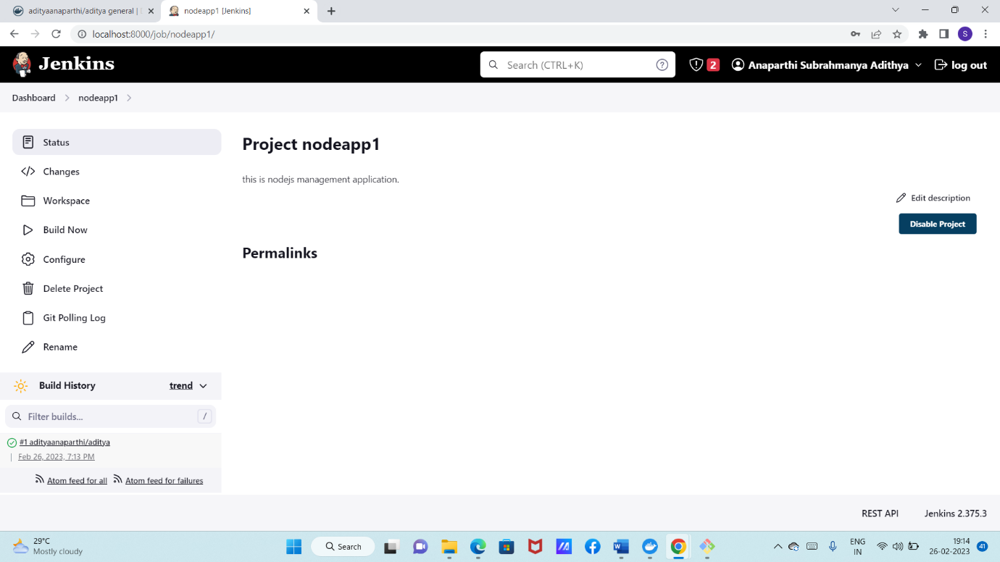 adityaanaparthi/aditya general |
nodeapp1 [Jenkins]
localhost:8000/job/nodeapp1/
S
Jenkins
Search (CTRL+K)
2
Anaparthi Subrahmanya Adithya
log out
Dashboard
nodeapp1
Status
Changes
Workspace
Build Now
Configure
Delete Project
Git Polling Log
Rename
Project nodeapp1
this is nodejs management application.
Edit description
Disable Project
Permalinks
Build History
trend
Filter builds...
/
#1 adityaanaparthi/aditya
| Feb 26, 2023, 7:13 PM
Atom feed for all
Atom feed for failures
REST API
Jenkins 2.375.3
29°C
Mostly cloudy
Search
ENG
IN
19:14
26-02-2023
41